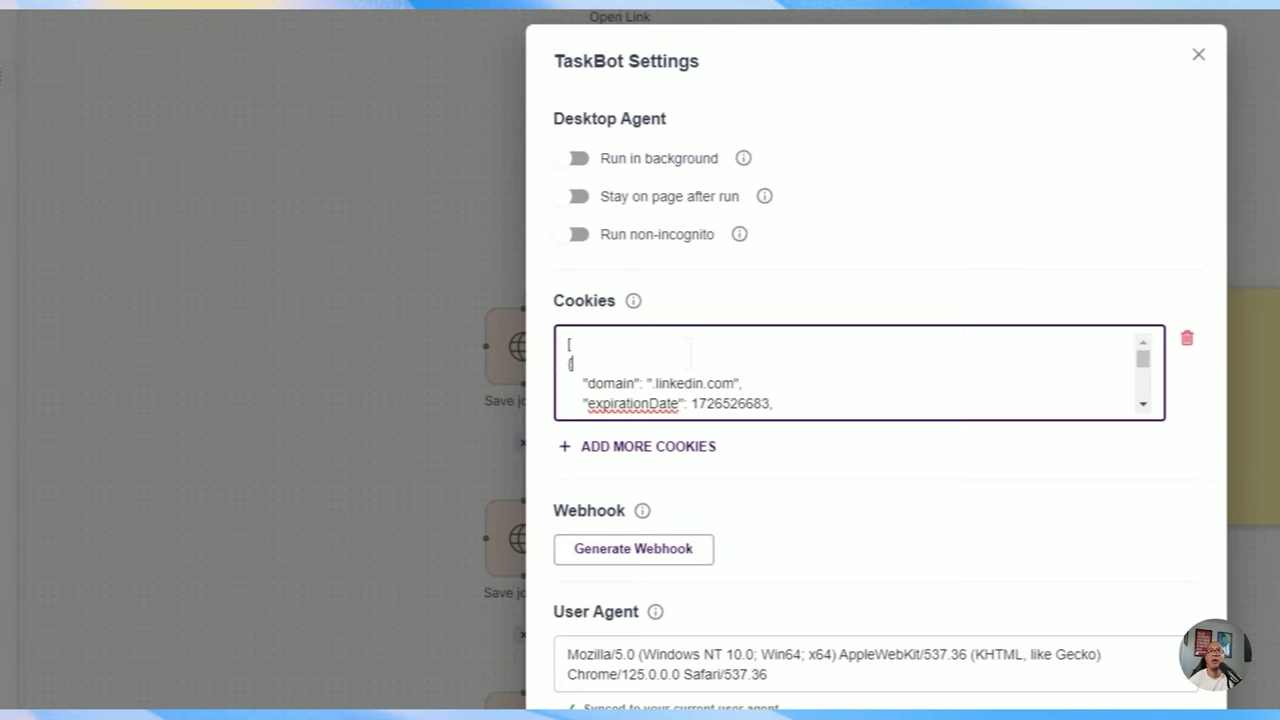 Open Link
TaskBot Settings
Desktop Agent
Run in background
Stay on page after run
Run non-incognito
Cookies
[
{
"domain": ".linkedin.com",
"expirationDate": 1726526683,
+ ADD MORE COOKIES
Save jo
Webhook
Generate Webhook
Save jo
User Agent
Mozilla/5.0 (Windows NT 10.0; Win64; x64) AppleWebKit/537.36 (KHTML, like Gecko)
Chrome/125.0.0.0 Safari/537.36
Synced to your current user agent